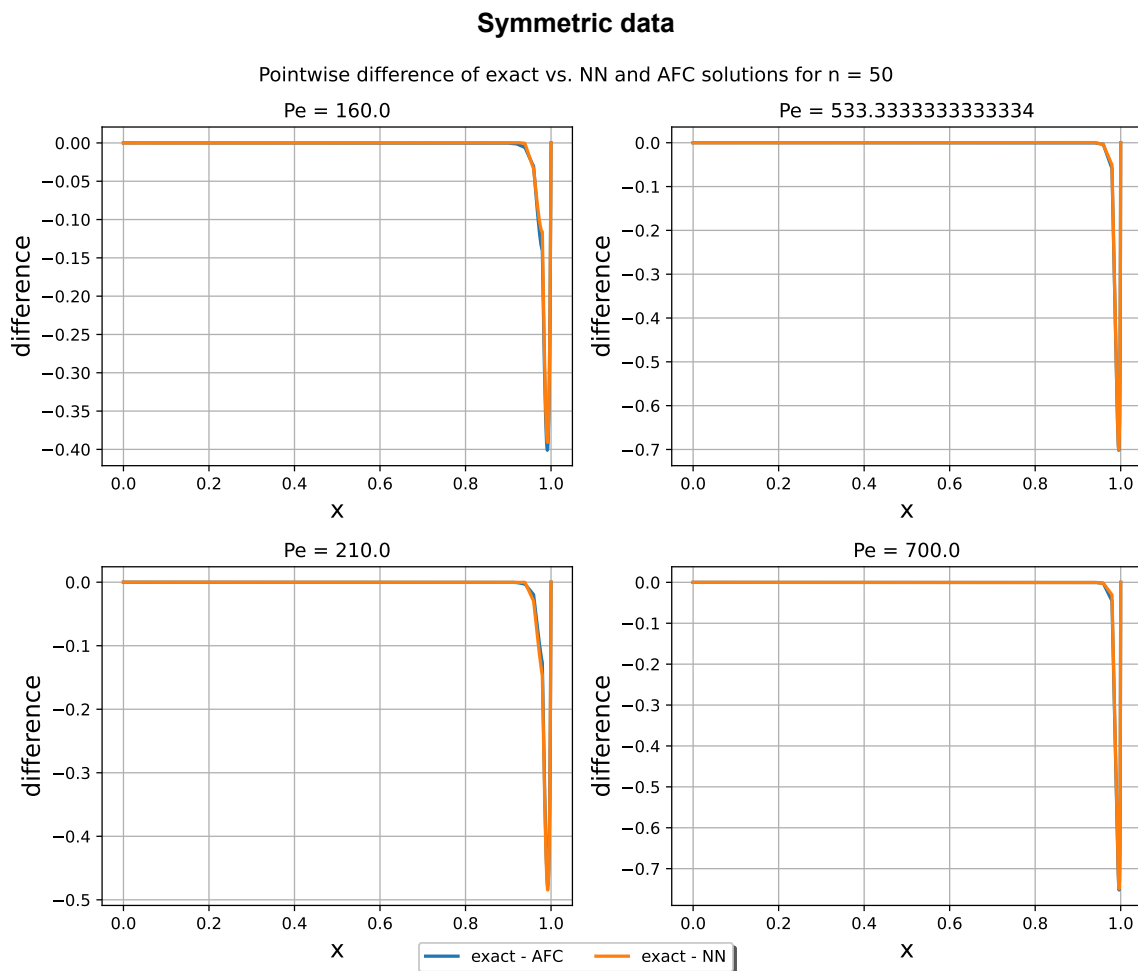 Symmetric data
Pointwise difference of exact vs. NN and AFC solutions for n = 50
Pe = 160.0
0.00
−0.05
−0.10
−0.15
−0.20
−0.25
−0.30
−0.35
−0.40
difference
0.0 0.2 0.4 0.6 0.8 1.0
x
Pe = 533.3333333333334
0.0
−0.1
−0.2
−0.3
−0.4
−0.5
−0.6
−0.7
difference
0.0 0.2 0.4 0.6 0.8 1.0
x
Pe = 210.0
0.0
−0.1
−0.2
−0.3
−0.4
−0.5
difference
0.0 0.2 0.4 0.6 0.8 1.0
x
Pe = 700.0
0.0
−0.1
−0.2
−0.3
−0.4
−0.5
−0.6
−0.7
difference
0.0 0.2 0.4 0.6 0.8 1.0
x
exact - AFC exact - NN